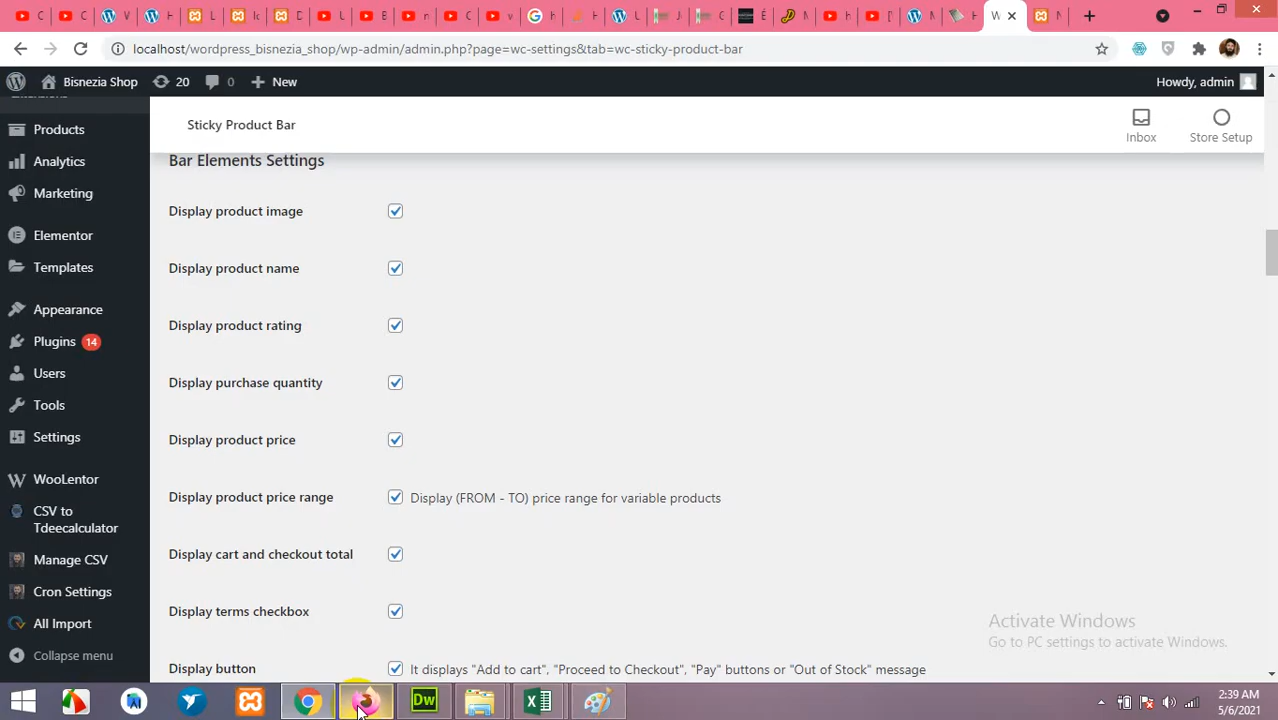 localhost/wordpress_bisnezia_shop/wp-admin/admin.php?page=wc-settings&tab=wc-sticky-product-bar
Bisnezia Shop
20
0
New
Howdy, admin
Products
Analytics
Marketing
Elementor
Templates
Appearance
Plugins 14
Users
Tools
Settings
WooLentor
CSV to
Tdeecalculator
Manage CSV
Cron Settings
All Import
Collapse menu
Sticky Product Bar
Inbox
Store Setup
Bar Elements Settings
Display product image
Display product name
Display product rating
Display purchase quantity
Display product price
Display product price range Display (FROM - TO) price range for variable products
Display cart and checkout total
Display terms checkbox
Display button It displays "Add to cart", "Proceed to Checkout", "Pay" buttons or "Out of Stock" message
Activate Windows
Go to PC settings to activate Windows.
Dw
2:39 AM
5/6/2021